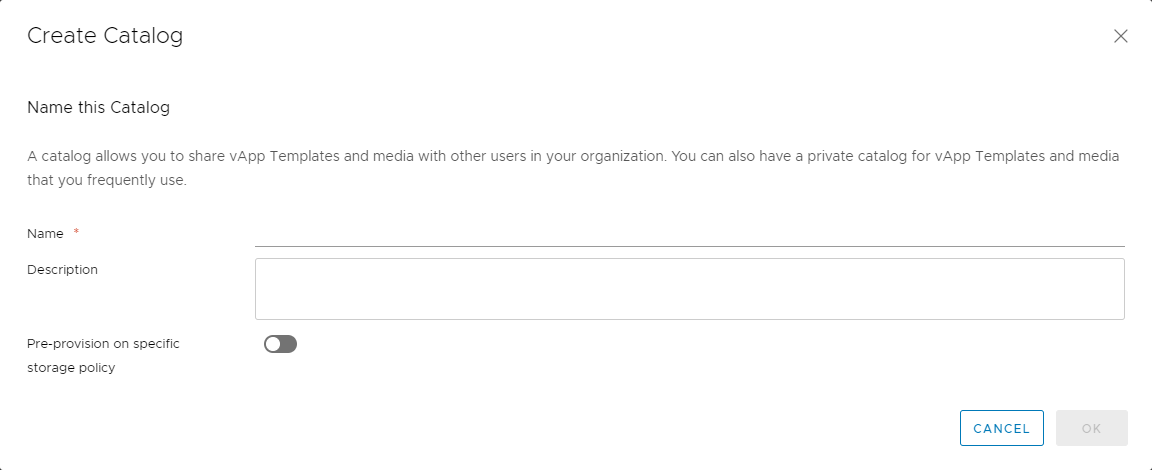 Create Catalog
Name this Catalog
A catalog allows you to share vApp Templates and media with other users in your organization. You can also have a private catalog for vApp Templates and media
that you frequently use.
Name *
Description
Pre-provision on specific
storage policy
CANCEL OK